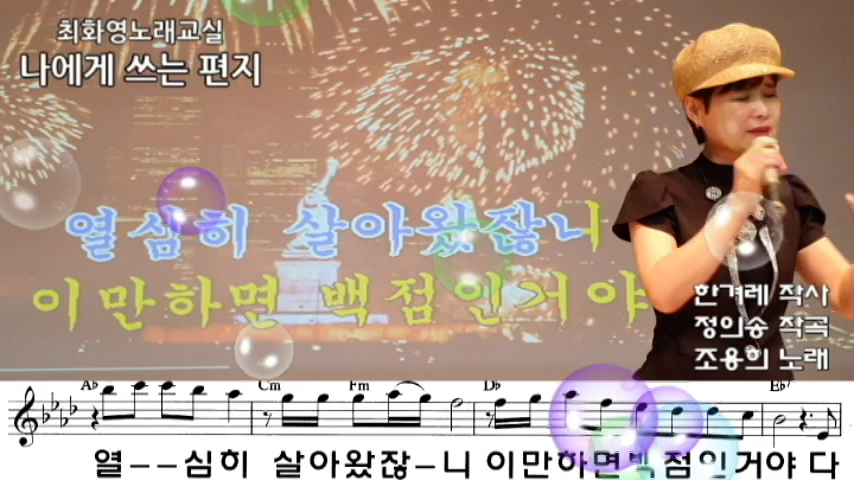 최화영노래교실
나에게 쓰는 편지
열심히 살아왔잖니
이만하면 백점인거야
한겨레 작사
정의송 작곡
조용희 노래
Ab Cm Fm Db Eb7
열--심히 살아왔잖-니 이만하면백점인거야 다